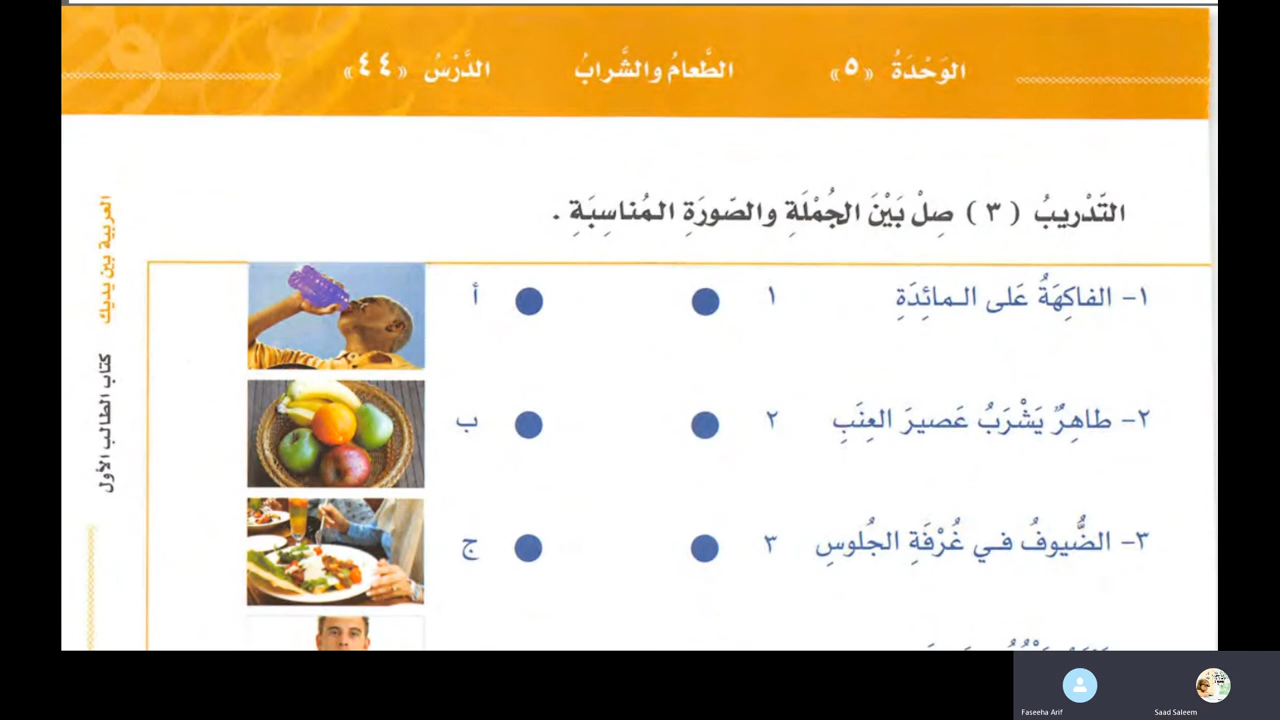 الوَحْدَةُ «٥»
الطَّعامُ والشَّرابُ
الدَّرْسُ «٤٤»
التَّدْريبُ ( ٣ ) صِلْ بَيْنَ الجُمْلَةِ والصّورَةِ المُناسِبَةِ .
١- الفاكِهَةُ عَلى المائِدَةِ
١
أ
٢- طاهِرٌ يَشْرَبُ عَصيرَ العِنَبِ
٢
ب
٣- الضُّيوفُ في غُرْفَةِ الجُلوسِ
٣
ج
العربية بين يديك
كتاب الطالب الأول
Faseeha Arif
Saad Saleem